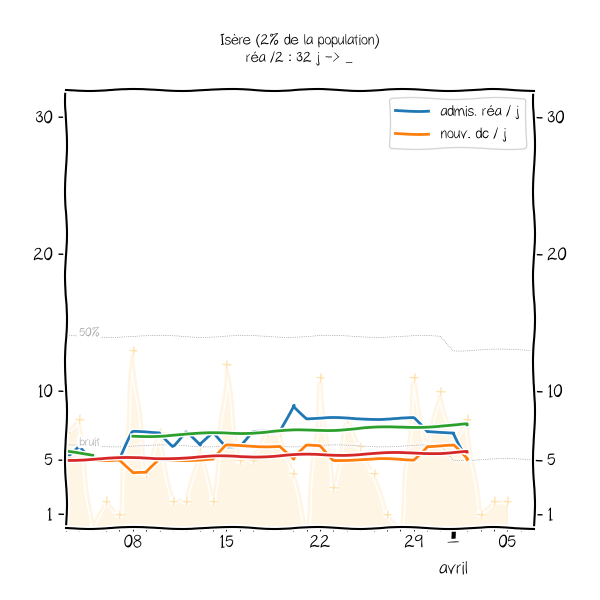 Isère (2% de la population)
réa /2 : 32 j -> _
admis. réa / j
nouv. dc / j
30
30
20
20
50%
10
10
bruit
5
5
1
1
08
15
22
29
05
avril